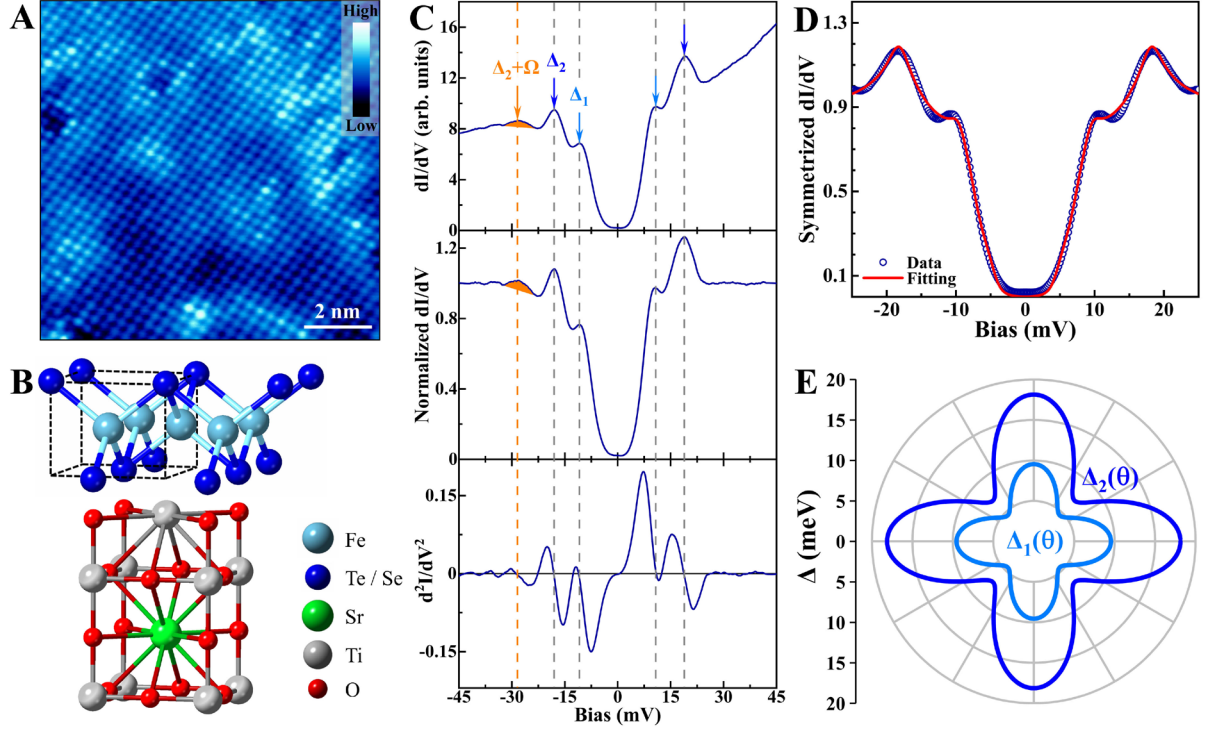 A
High
Low
2 nm
B
Fe
Te / Se
Sr
Ti
O
C
16
12
8
4
0
dI/dV (arb. units)
Δ₂+Ω
Δ₂
Δ₁
1.2
0.8
0.4
0
Normalized dI/dV
0.15
0
-0.15
d²I/dV²
-45
-30
-15
0
15
30
45
Bias (mV)
D
1.3
0.9
0.5
0.1
Symmetrized dI/dV
Data
Fitting
-20
-10
0
10
20
Bias (mV)
E
20
15
10
5
0
5
10
15
20
Δ (meV)
Δ₂(θ)
Δ₁(θ)